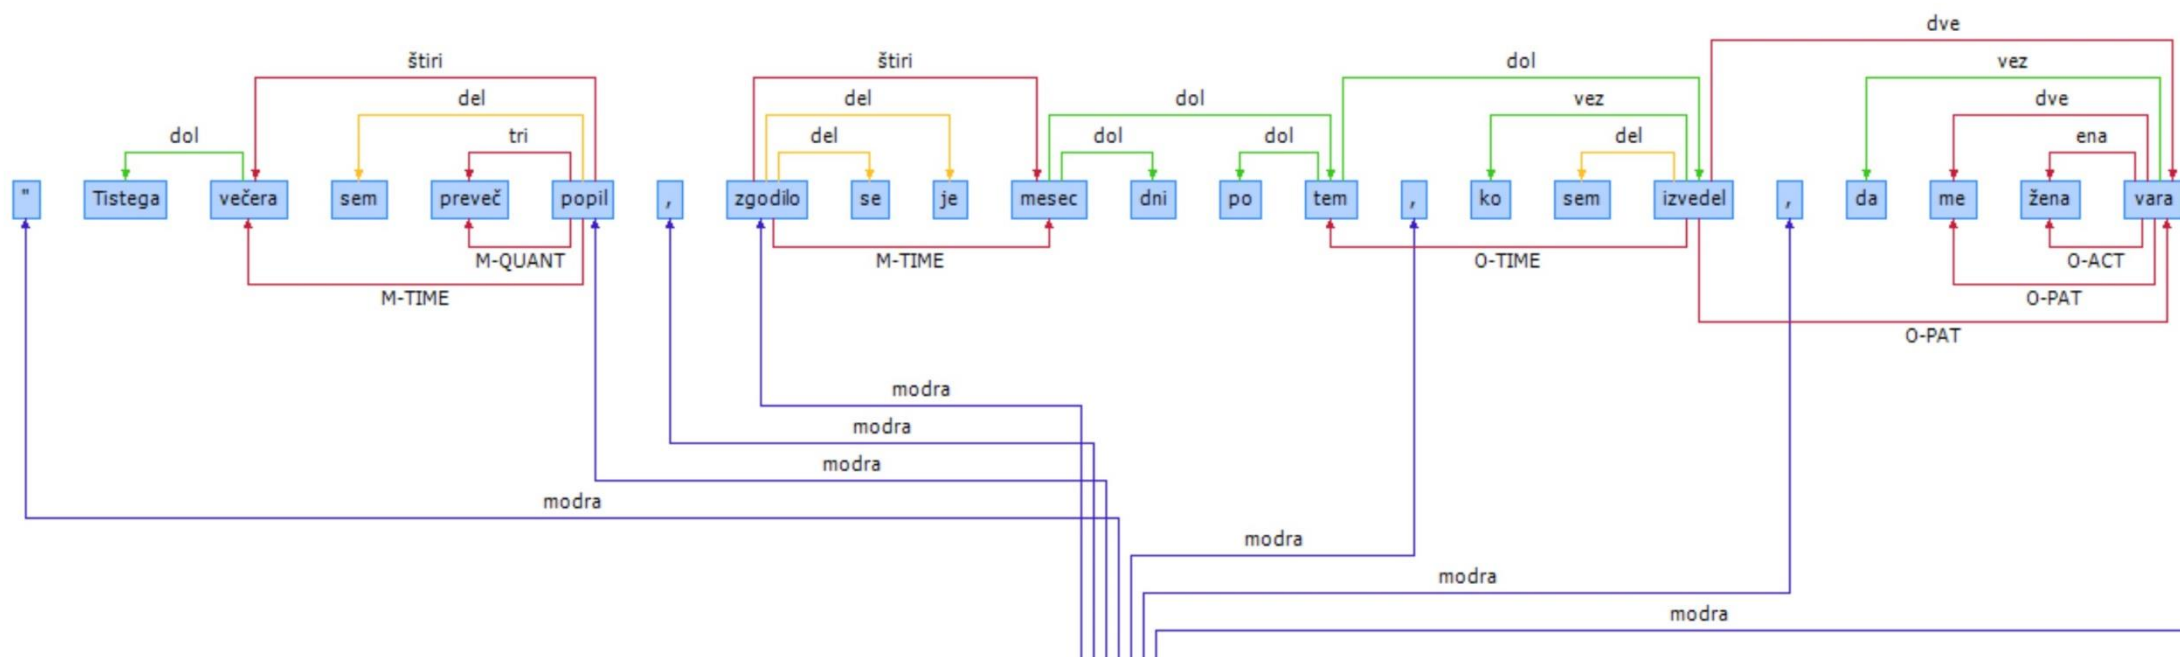 dve
štiri štiri dol vez
del del dol vez dve
dol tri del dol dol del ena
" Tistega večera sem preveč popil , zgodilo se je mesec dni po tem , ko sem izvedel , da me žena vara
M-QUANT M-TIME O-TIME O-ACT
M-TIME O-PAT
O-PAT
modra
modra
modra
modra
modra
modra
modra